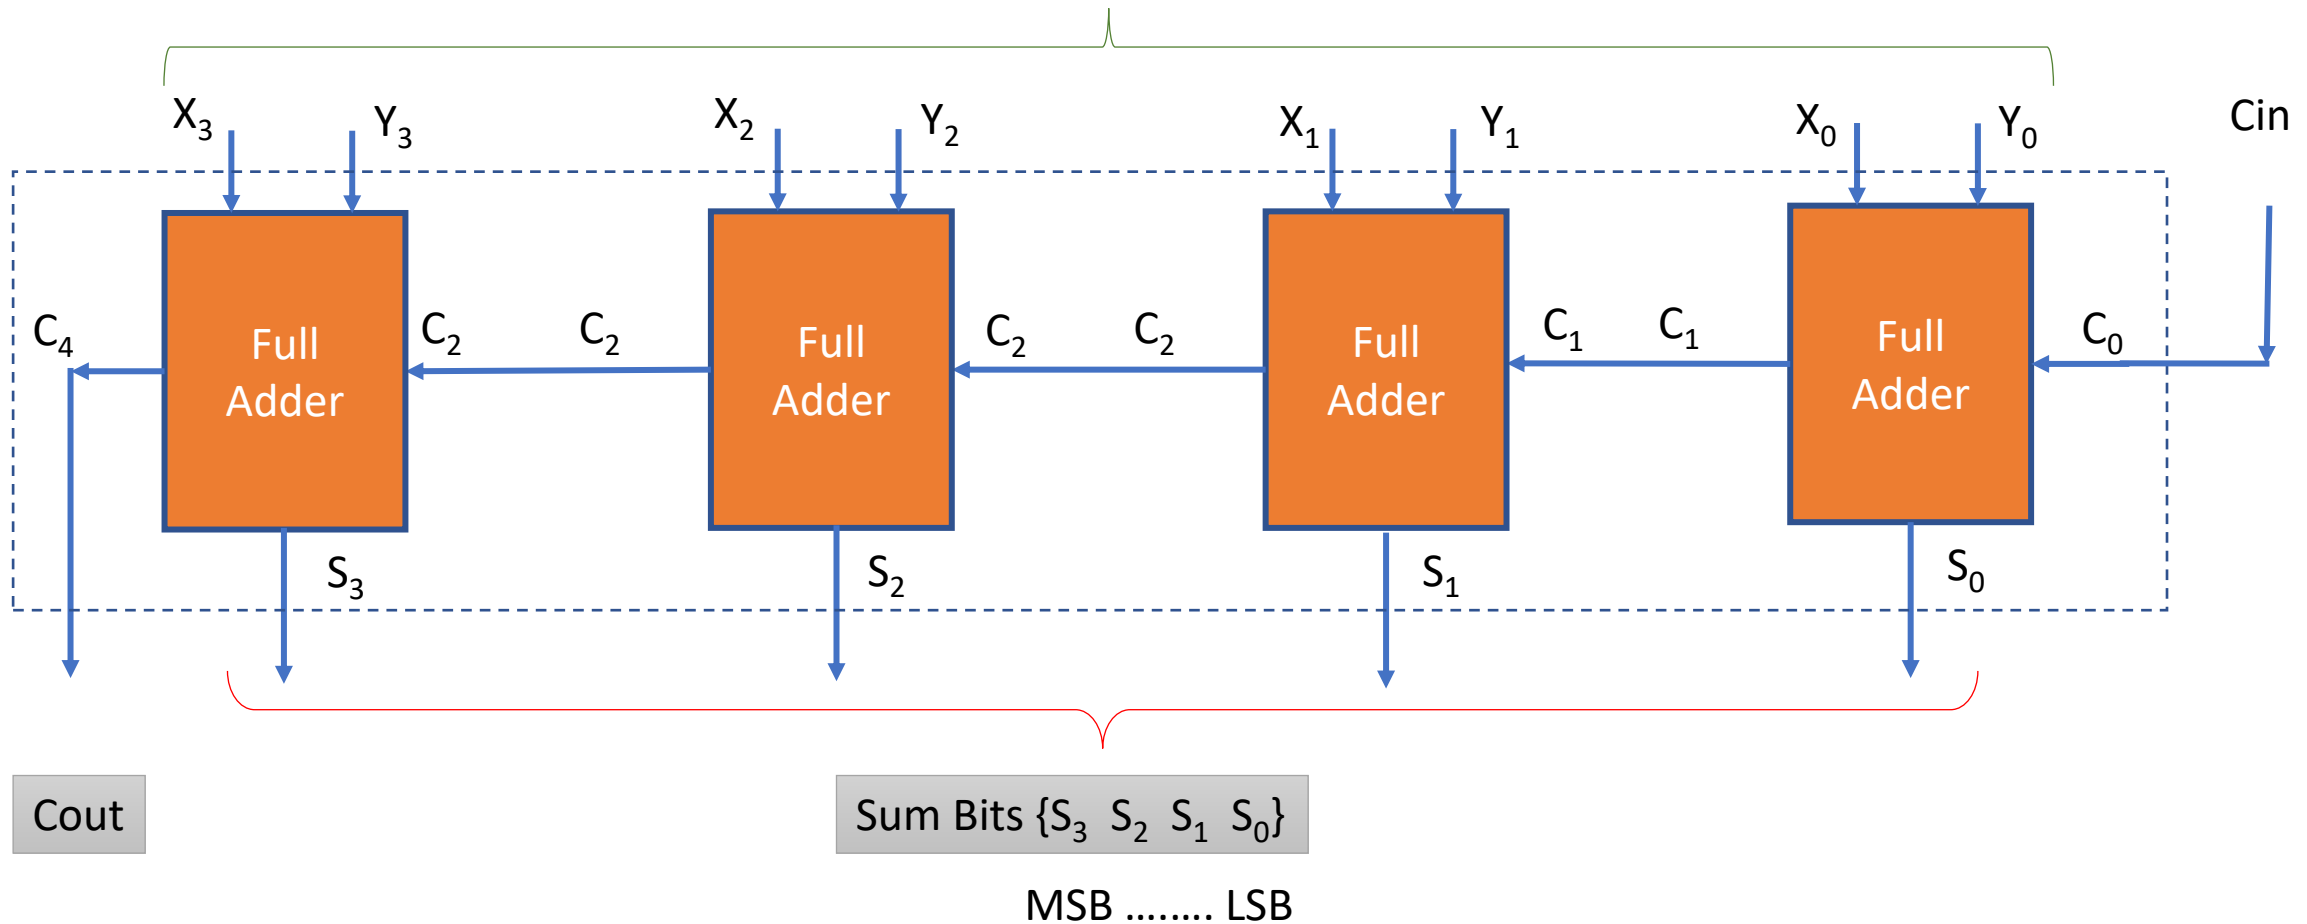 X3 Y3 X2 Y2 X1 Y1 X0 Y0 Cin
C4 C2 C2 C2 C2 C1 C1 C0
Full Adder
Full Adder
Full Adder
Full Adder
S3 S2 S1 S0
Cout
Sum Bits {S3 S2 S1 S0}
MSB ........ LSB